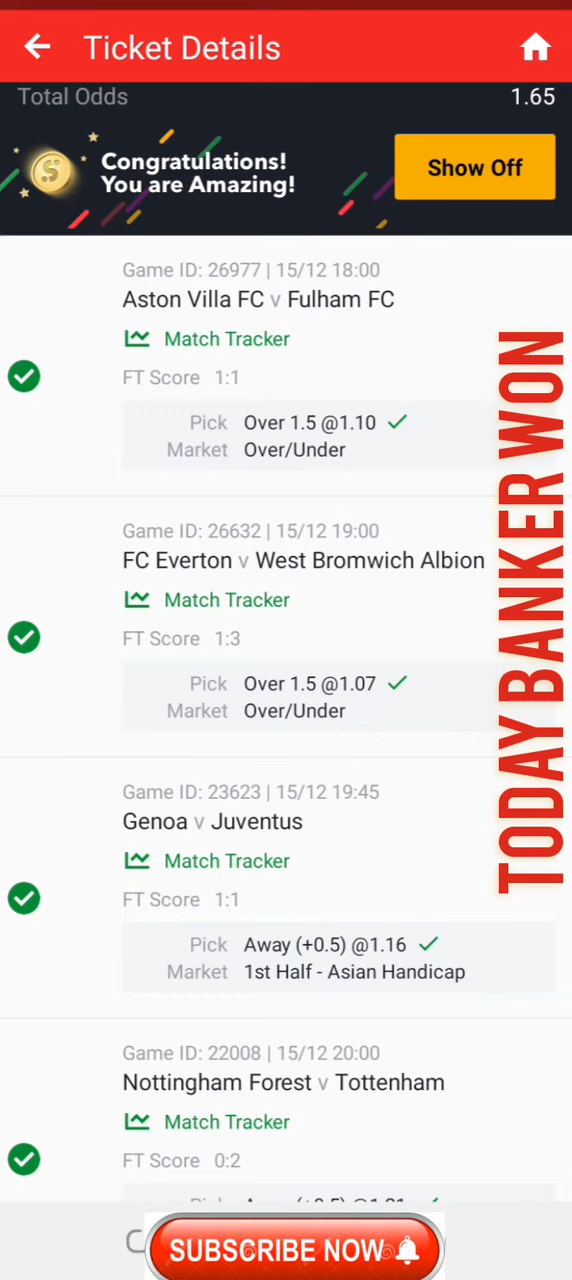 Ticket Details
Total Odds 1.65
Congratulations!
You are Amazing!
Show Off
Game ID: 26977 | 15/12 18:00
Aston Villa FC v Fulham FC
Match Tracker
FT Score 1:1
Pick Over 1.5 @1.10
Market Over/Under
Game ID: 26632 | 15/12 19:00
FC Everton v West Bromwich Albion
Match Tracker
FT Score 1:3
Pick Over 1.5 @1.07
Market Over/Under
Game ID: 23623 | 15/12 19:45
Genoa v Juventus
Match Tracker
FT Score 1:1
Pick Away (+0.5) @1.16
Market 1st Half - Asian Handicap
Game ID: 22008 | 15/12 20:00
Nottingham Forest v Tottenham
Match Tracker
FT Score 0:2
TODAY BANKER WON
SUBSCRIBE NOW